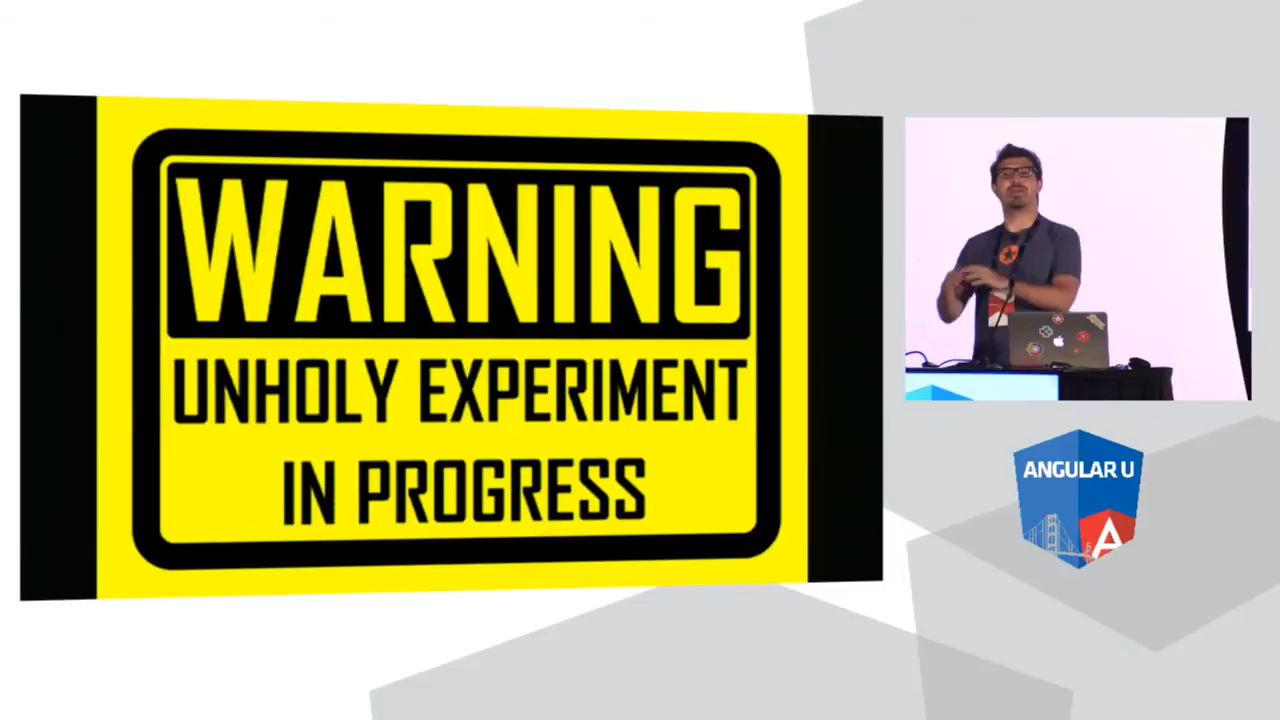 WARNING
UNHOLY EXPERIMENT
IN PROGRESS
ANGULAR U
A